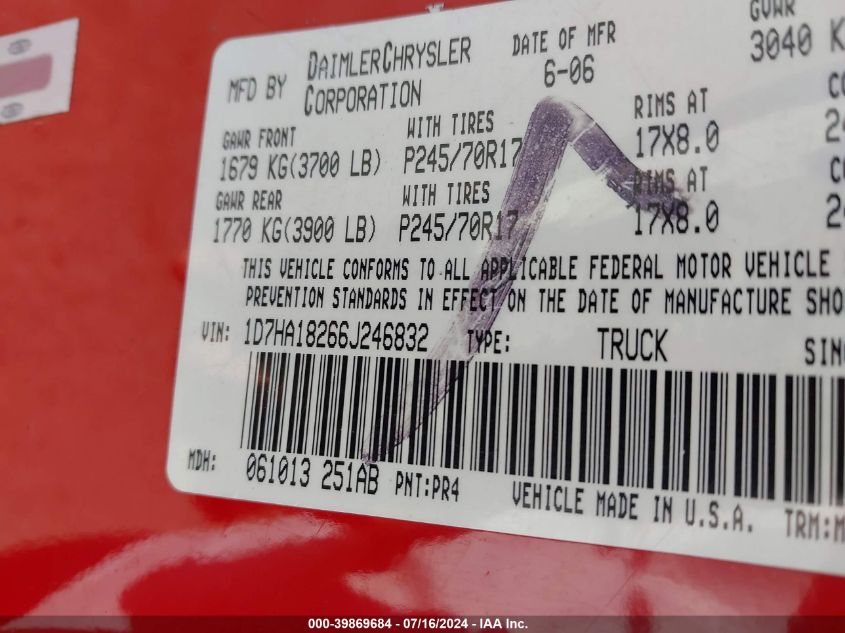 MFD BY DAIMLERCHRYSLER CORPORATION DATE OF MFR 6-06 GVWR 3040 K
GAWR FRONT WITH TIRES RIMS AT
1679 KG(3700 LB) P245/70R17 17X8.0
GAWR REAR WITH TIRES RIMS AT
1770 KG(3900 LB) P245/70R17 17X8.0
THIS VEHICLE CONFORMS TO ALL APPLICABLE FEDERAL MOTOR VEHICLE
PREVENTION STANDARDS IN EFFECT ON THE DATE OF MANUFACTURE SHO
VIN: 1D7HA18266J246832 TYPE: TRUCK SIN
MDH: 061013 251AB PNT:PR4 VEHICLE MADE IN U.S.A. TRM:M
000-39869684 - 07/16/2024 - IAA Inc.